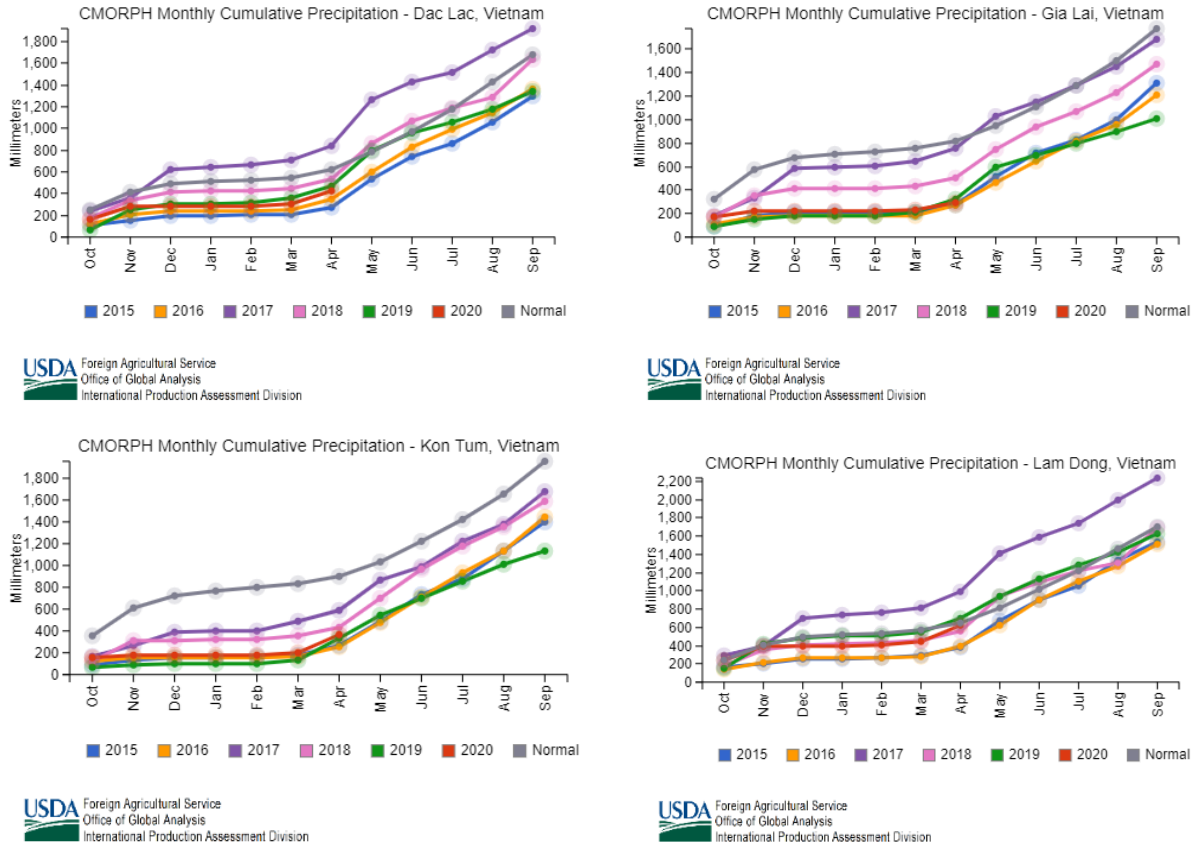 CMORPH Monthly Cumulative Precipitation - Dac Lac, Vietnam
Millimeters
1,800
1,600
1,400
1,200
1,000
800
600
400
200
0
Oct Nov Dec Jan Feb Mar Apr May Jun Jul Aug Sep
2015 2016 2017 2018 2019 2020 Normal
USDA
Foreign Agricultural Service
Office of Global Analysis
International Production Assessment Division
CMORPH Monthly Cumulative Precipitation - Gia Lai, Vietnam
Millimeters
1,600
1,400
1,200
1,000
800
600
400
200
0
Oct Nov Dec Jan Feb Mar Apr May Jun Jul Aug Sep
2015 2016 2017 2018 2019 2020 Normal
USDA
Foreign Agricultural Service
Office of Global Analysis
International Production Assessment Division
CMORPH Monthly Cumulative Precipitation - Kon Tum, Vietnam
Millimeters
1,800
1,600
1,400
1,200
1,000
800
600
400
200
0
Oct Nov Dec Jan Feb Mar Apr May Jun Jul Aug Sep
2015 2016 2017 2018 2019 2020 Normal
USDA
Foreign Agricultural Service
Office of Global Analysis
International Production Assessment Division
CMORPH Monthly Cumulative Precipitation - Lam Dong, Vietnam
Millimeters
2,200
2,000
1,800
1,600
1,400
1,200
1,000
800
600
400
200
0
Oct Nov Dec Jan Feb Mar Apr May Jun Jul Aug Sep
2015 2016 2017 2018 2019 2020 Normal
USDA
Foreign Agricultural Service
Office of Global Analysis
International Production Assessment Division